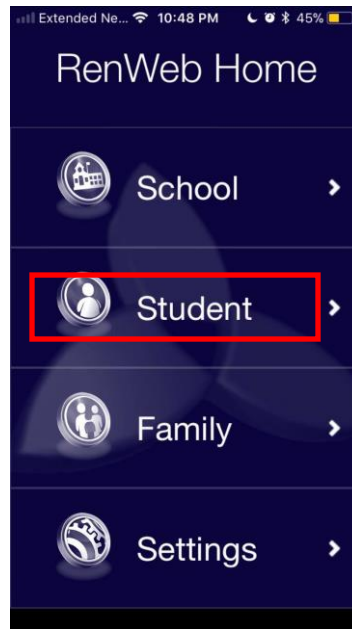 Extended Ne... 10:48 PM 45%
RenWeb Home
School
Student
Family
Settings